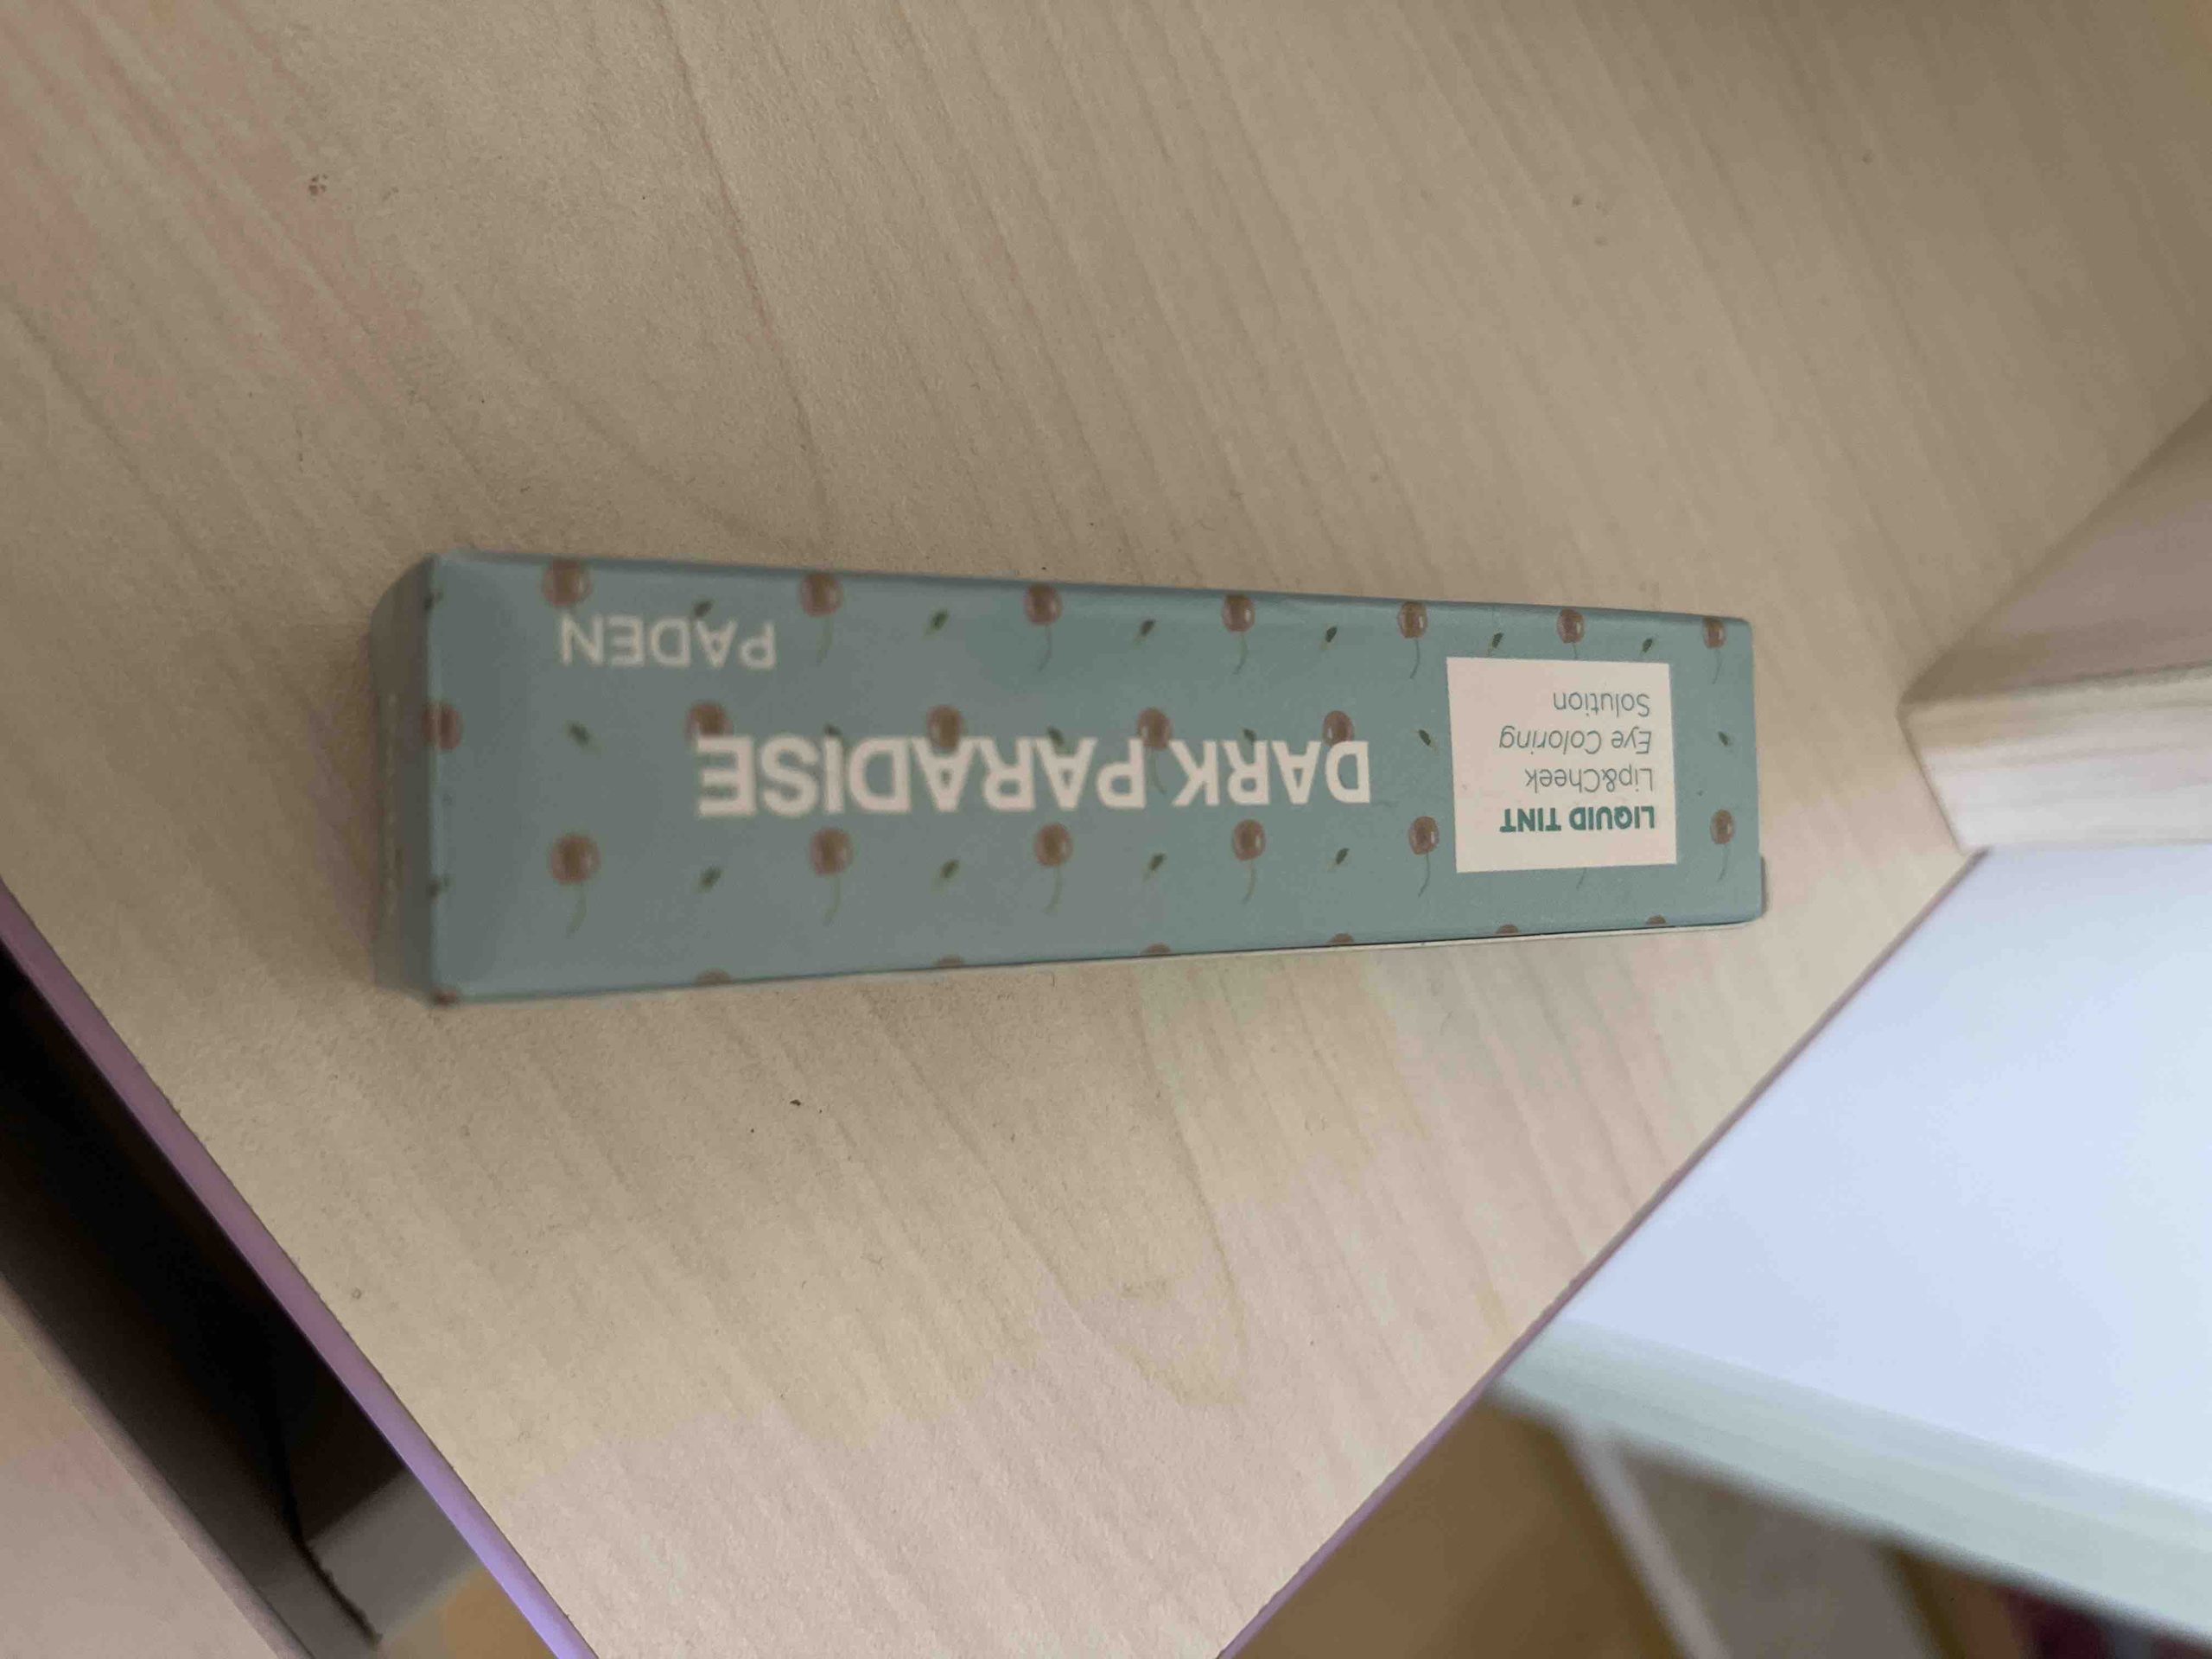 LIQUID TINT
Lip&Cheek
Eye Coloring
Solution
DARK PARADISE
PADEN